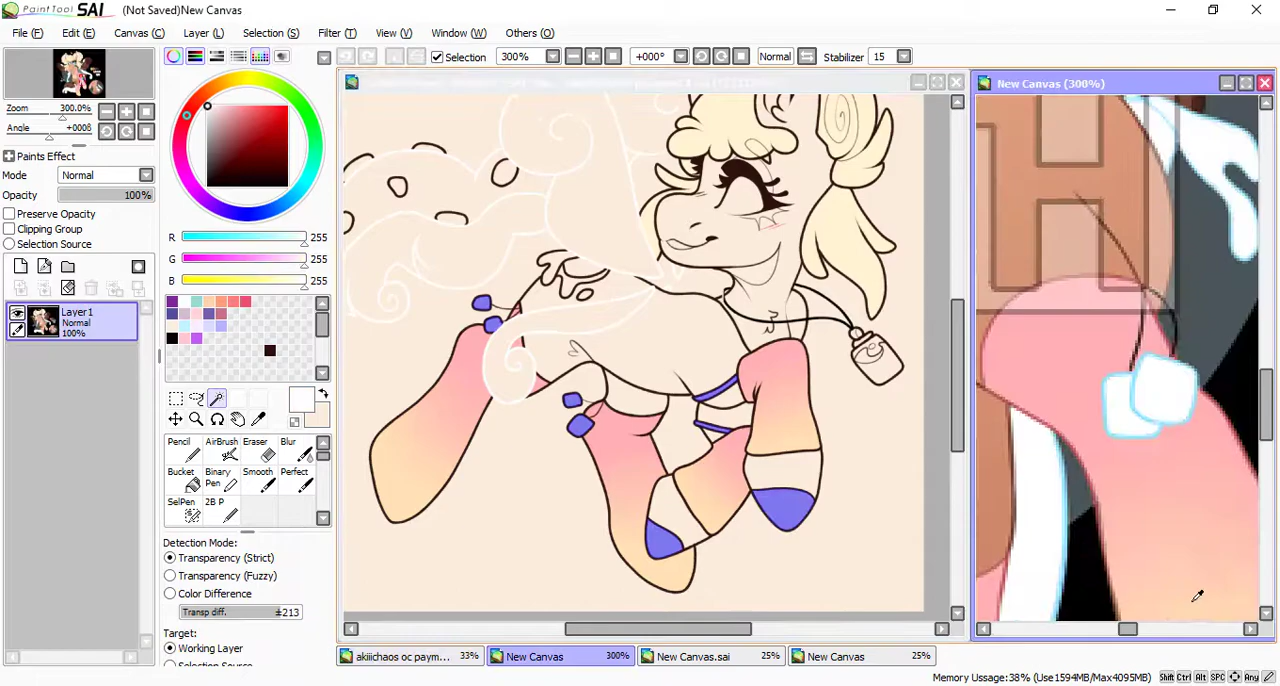 PaintTool SAI (Not Saved)New Canvas
File (F) Edit (E) Canvas (C) Layer (L) Selection (S) Filter (T) View (V) Window (W) Others (O)
Selection 300% +000° Normal Stabilizer 15
New Canvas (300%)
Zoom 300.0%
Angle +000ß
Paints Effect
Mode Normal
Opacity 100%
Preserve Opacity
Clipping Group
Selection Source
Layer1
Normal
100%
R 255
G 255
B 255
Pencil AirBrush Eraser Blur
Bucket Binary Pen Smooth Perfect
SelPen 2B P
Detection Mode:
Transparency (Strict)
Transparency (Fuzzy)
Color Difference
Transp diff. ±213
Target:
Working Layer
Selection Source
akiiichaos oc paym... 33% New Canvas 300% New Canvas.sai 25% New Canvas 25%
Memory Ussage:38% (Use1594MB/Max4095MB) Shift Ctrl Alt SPC Any